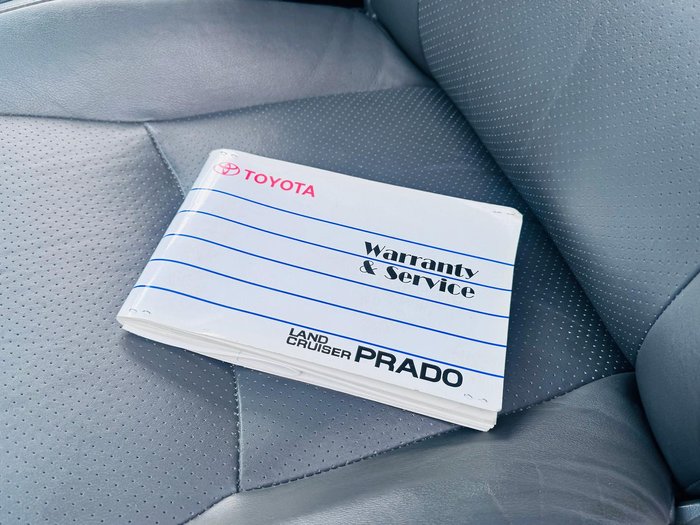 TOYOTA
Warranty
& Service
LAND
CRUISER PRADO